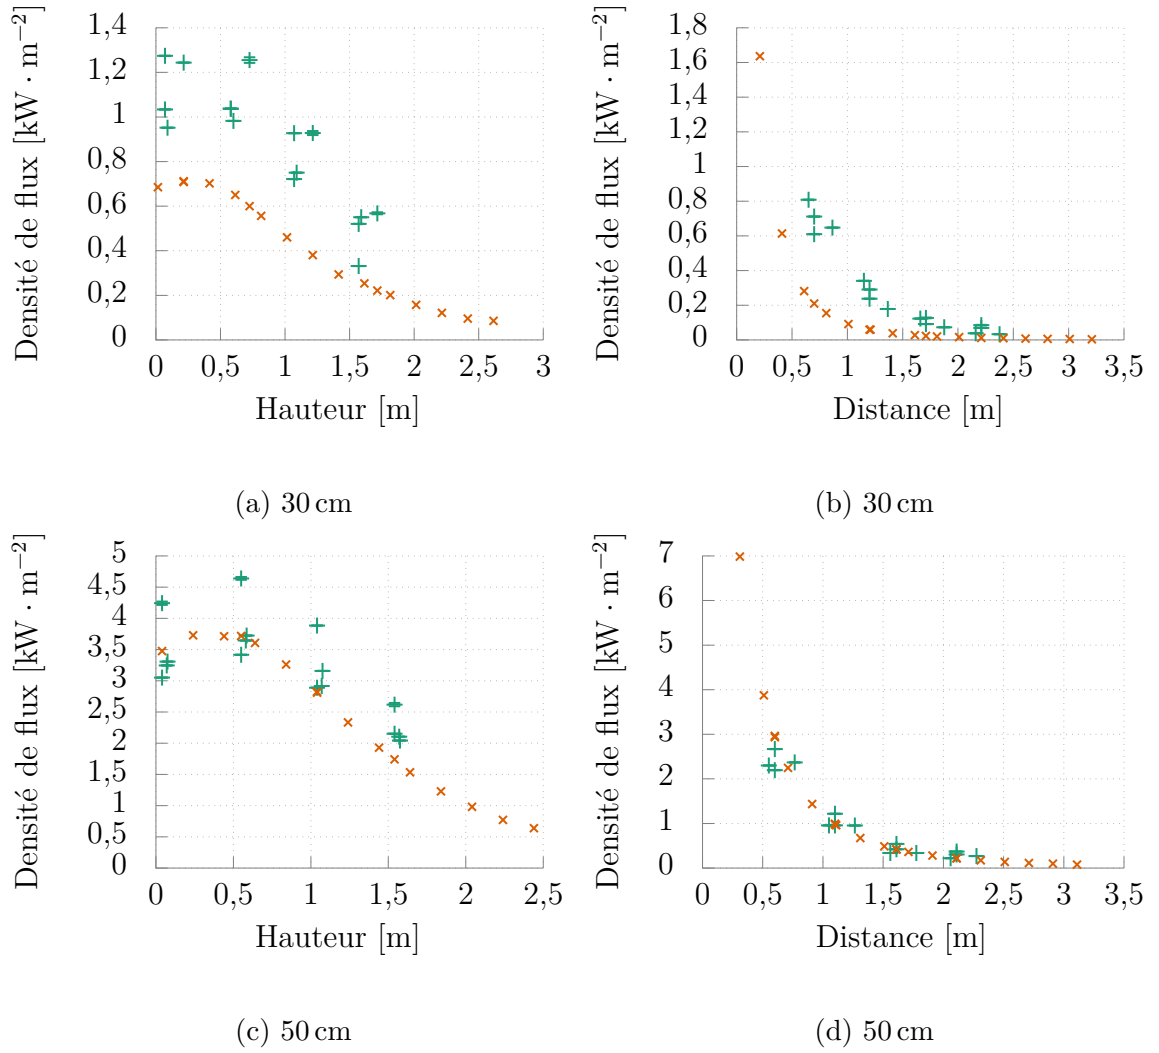 Densité de flux [kW · m⁻²]
1,4
1,2
1
0,8
0,6
0,4
0,2
0
0 0,5 1 1,5 2 2,5 3
Hauteur [m]
(a) 30 cm
Densité de flux [kW · m⁻²]
1,8
1,6
1,4
1,2
1
0,8
0,6
0,4
0,2
0
0 0,5 1 1,5 2 2,5 3 3,5
Distance [m]
(b) 30 cm
Densité de flux [kW · m⁻²]
5
4,5
4
3,5
3
2,5
2
1,5
1
0,5
0
0 0,5 1 1,5 2 2,5
Hauteur [m]
(c) 50 cm
Densité de flux [kW · m⁻²]
7
6
5
4
3
2
1
0
0 0,5 1 1,5 2 2,5 3 3,5
Distance [m]
(d) 50 cm